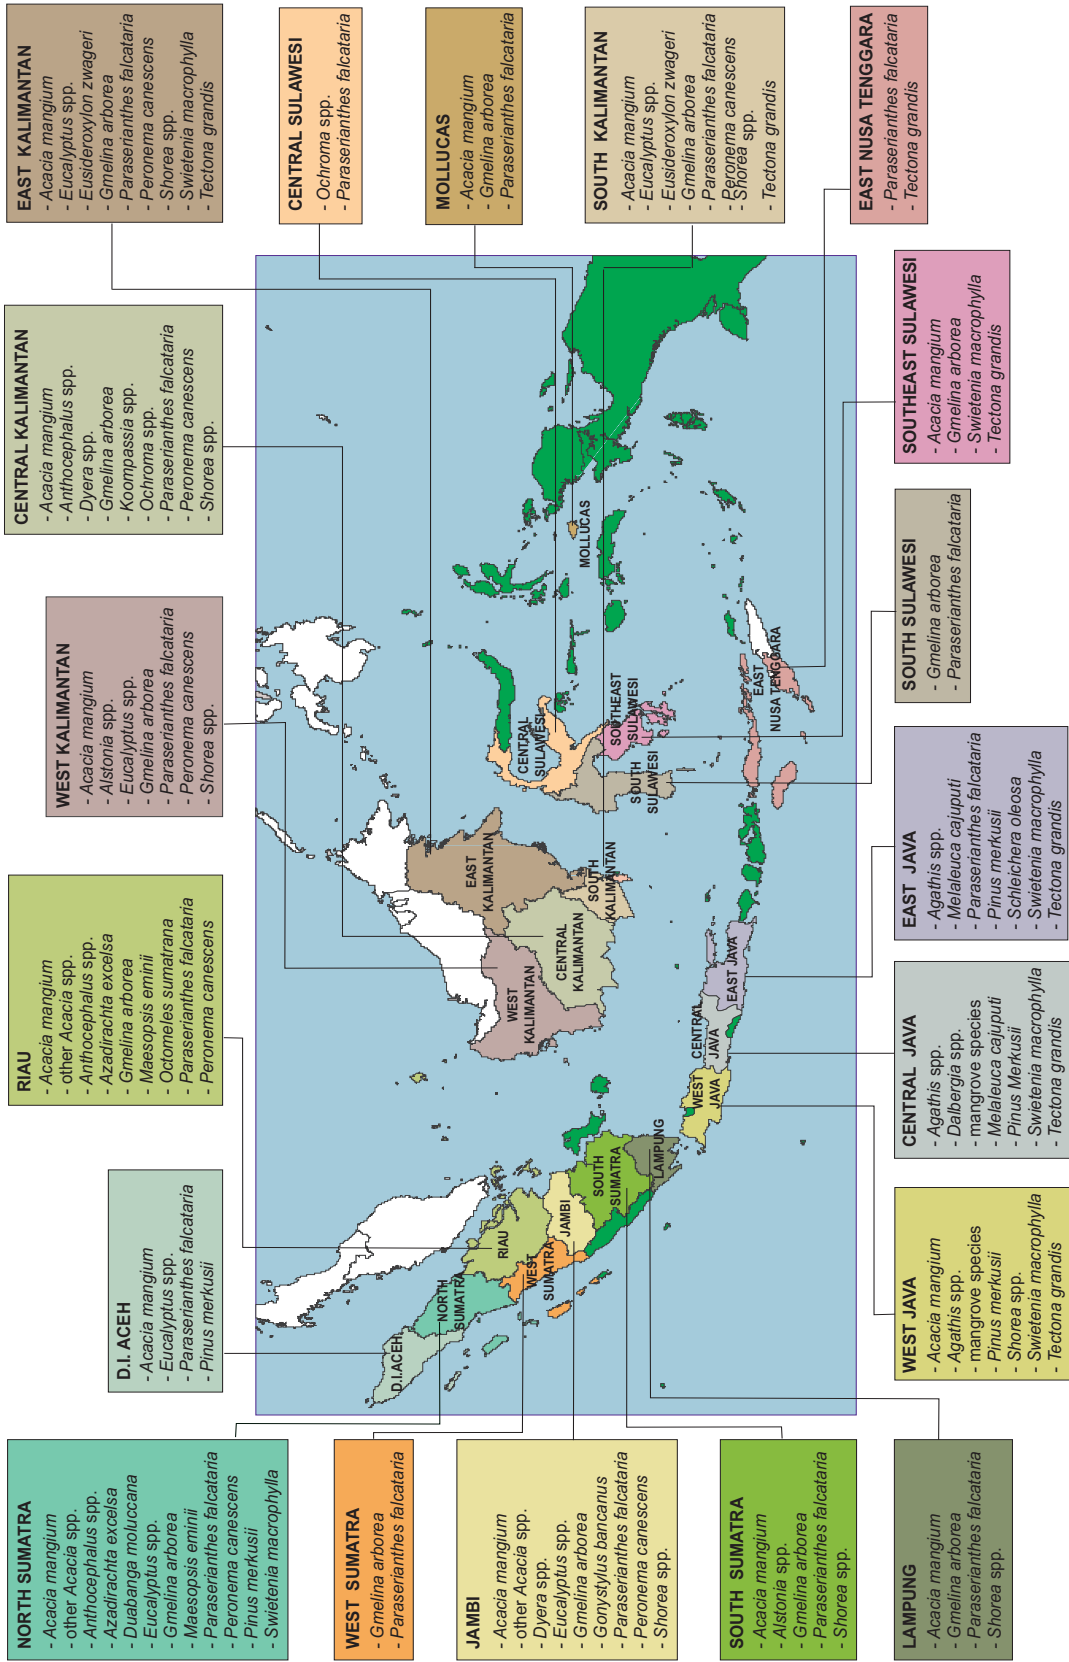 NORTH SUMATRA
- Acacia mangium
- other Acacia spp.
- Anthocephalus spp.
- Azadirachta excelsa
- Duabanga moluccana
- Eucalyptus spp.
- Gmelina arborea
- Maesopsis eminii
- Paraserianthes falcataria
- Peronema canescens
- Pinus merkusii
- Swietenia macrophylla
D.I. ACEH
- Acacia mangium
- Eucalyptus spp.
- Paraserianthes falcataria
- Pinus merkusii
RIAU
- Acacia mangium
- other Acacia spp.
- Anthocephalus spp.
- Azadirachta excelsa
- Gmelina arborea
- Maesopsis eminii
- Octomeles sumatrana
- Paraserianthes falcataria
- Peronema canescens
WEST KALIMANTAN
- Acacia mangium
- Alstonia spp.
- Eucalyptus spp.
- Gmelina arborea
- Paraserianthes falcataria
- Peronema canescens
- Shorea spp.
CENTRAL KALIMANTAN
- Acacia mangium
- Anthocephalus spp.
- Dyera spp.
- Gmelina arborea
- Koompassia spp.
- Ochroma spp.
- Paraserianthes falcataria
- Peronema canescens
- Shorea spp.
EAST KALIMANTAN
- Acacia mangium
- Eucalyptus spp.
- Eusideroxylon zwageri
- Gmelina arborea
- Paraserianthes falcataria
- Peronema canescens
- Shorea spp.
- Swietenia macrophylla
- Tectona grandis
CENTRAL SULAWESI
- Ochroma spp.
- Paraserianthes falcataria
MOLLUCAS
- Acacia mangium
- Gmelina arborea
- Paraserianthes falcataria
SOUTH KALIMANTAN
- Acacia mangium
- Eucalyptus spp.
- Eusideroxylon zwageri
- Gmelina arborea
- Paraserianthes falcataria
- Peronema canescens
- Shorea spp.
- Tectona grandis
EAST NUSA TENGGARA
- Paraserianthes falcataria
- Tectona grandis
WEST SUMATRA
- Gmelina arborea
- Paraserianthes falcataria
JAMBI
- Acacia mangium
- other Acacia spp.
- Dyera spp.
- Eucalyptus spp.
- Gmelina arborea
- Gonystylus bancanus
- Paraserianthes falcataria
- Peronema canescens
- Shorea spp.
SOUTH SUMATRA
- Acacia mangium
- Alstonia spp.
- Gmelina arborea
- Paraserianthes falcataria
- Shorea spp.
LAMPUNG
- Acacia mangium
- Gmelina arborea
- Paraserianthes falcataria
- Shorea spp.
WEST JAVA
- Acacia mangium
- Agathis spp.
- mangrove species
- Pinus merkusii
- Shorea spp.
- Swietenia macrophylla
- Tectona grandis
CENTRAL JAVA
- Agathis spp.
- Dalbergia spp.
- mangrove species
- Melaleuca cajuputi
- Pinus Merkusii
- Swietenia macrophylla
- Tectona grandis
EAST JAVA
- Agathis spp.
- Melaleuca cajuputi
- Paraserianthes falcataria
- Pinus merkusii
- Schleichera oleosa
- Swietenia macrophylla
- Tectona grandis
SOUTH SULAWESI
- Gmelina arborea
- Paraserianthes falcataria
SOUTHEAST SULAWESI
- Acacia mangium
- Gmelina arborea
- Swietenia macrophylla
- Tectona grandis
D.I.ACEH
NORTH
SUMATRA
RIAU
WEST
SUMATRA
JAMBI
SOUTH
SUMATRA
LAMPUNG
WEST
JAVA
CENTRAL
JAVA
EAST JAVA
WEST
KALIMANTAN
CENTRAL
KALIMANTAN
EAST
KALIMANTAN
SOUTH
KALIMANTAN
CENTRAL
SULAWESI
SOUTH
SULAWESI
SOUTHEAST
SULAWESI
MOLLUCAS
EAST
NUSA TENGGARA